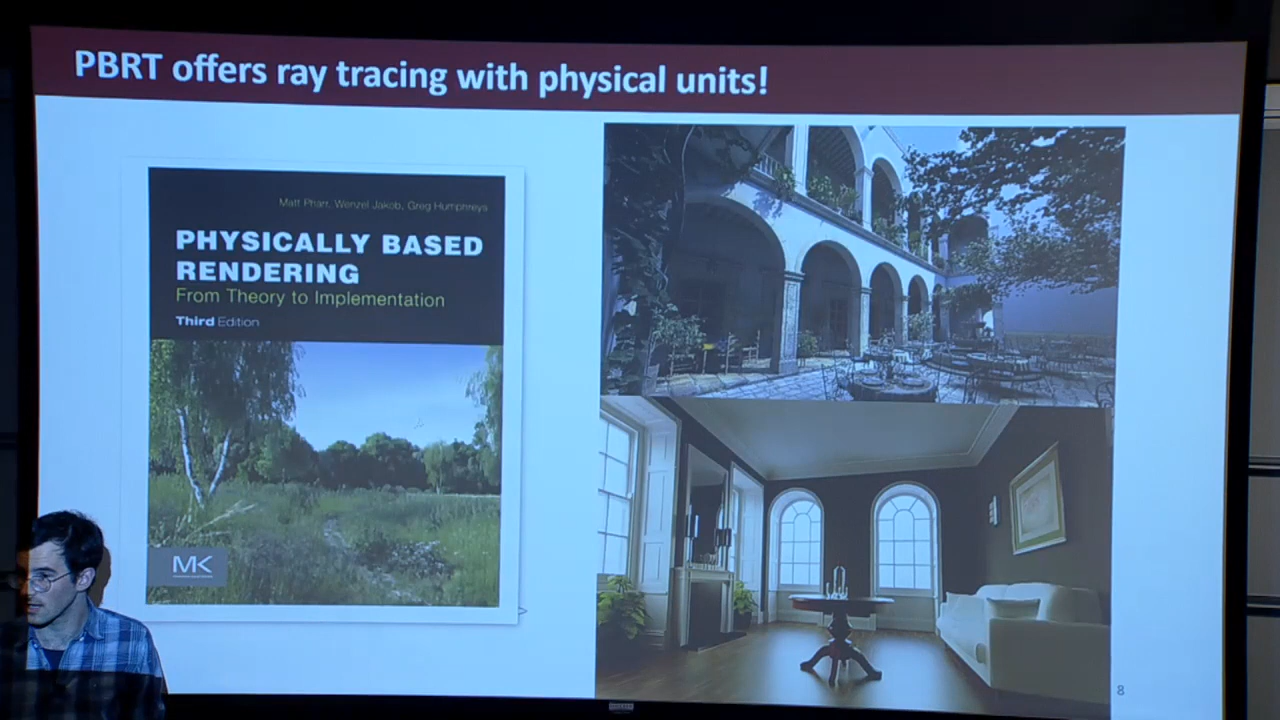 PBRT offers ray tracing with physical units!
Matt Pharr, Wenzel Jakob, Greg Humphreys
PHYSICALLY BASED
RENDERING
From Theory to Implementation
Third Edition
MK
8